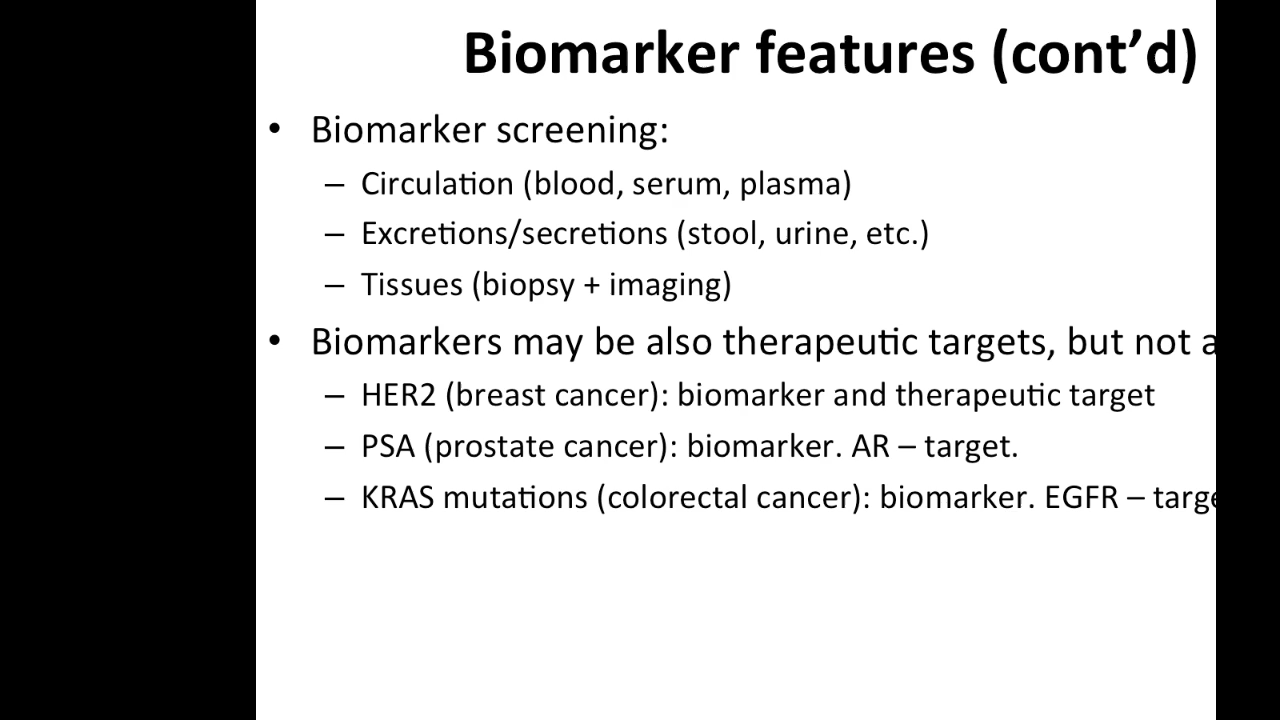 Biomarker features (cont’d)
• Biomarker screening:
– Circulation (blood, serum, plasma)
– Excretions/secretions (stool, urine, etc.)
– Tissues (biopsy + imaging)
• Biomarkers may be also therapeutic targets, but not
– HER2 (breast cancer): biomarker and therapeutic target
– PSA (prostate cancer): biomarker. AR – target.
– KRAS mutations (colorectal cancer): biomarker. EGFR –